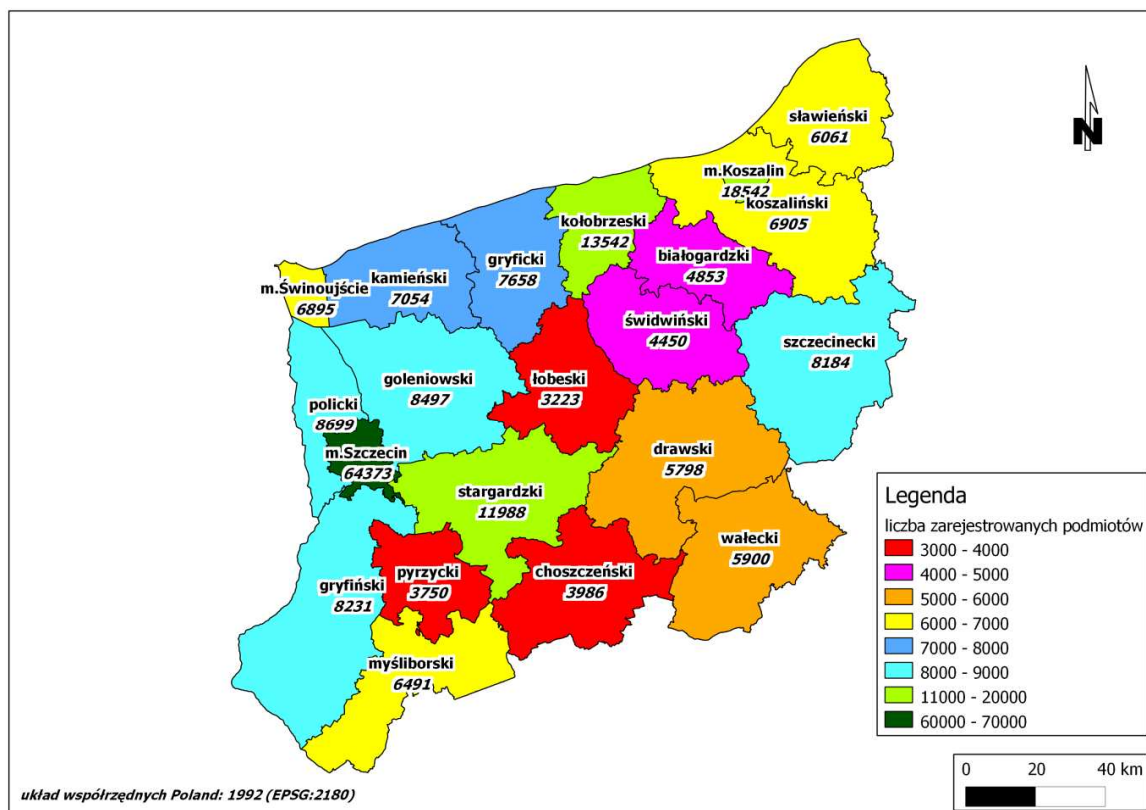 N
sławieński
6061
m.Koszalin
18542
koszaliński
6905
kołobrzeski
13542
białogardzki
4853
gryficki
7658
kamieński
7054
m.Świnoujście
6895
świdwiński
4450
szczecinecki
8184
łobeski
3223
goleniowski
8497
policki
8699
m.Szczecin
64373
drawski
5798
stargardzki
11988
wałecki
5900
choszczeński
3986
pyrzycki
3750
gryfiński
8231
myśliborski
6491
Legenda
liczba zarejestrowanych podmiotów
3000 - 4000
4000 - 5000
5000 - 6000
6000 - 7000
7000 - 8000
8000 - 9000
11000 - 20000
60000 - 70000
0 20 40 km
układ współrzędnych Poland: 1992 (EPSG:2180)